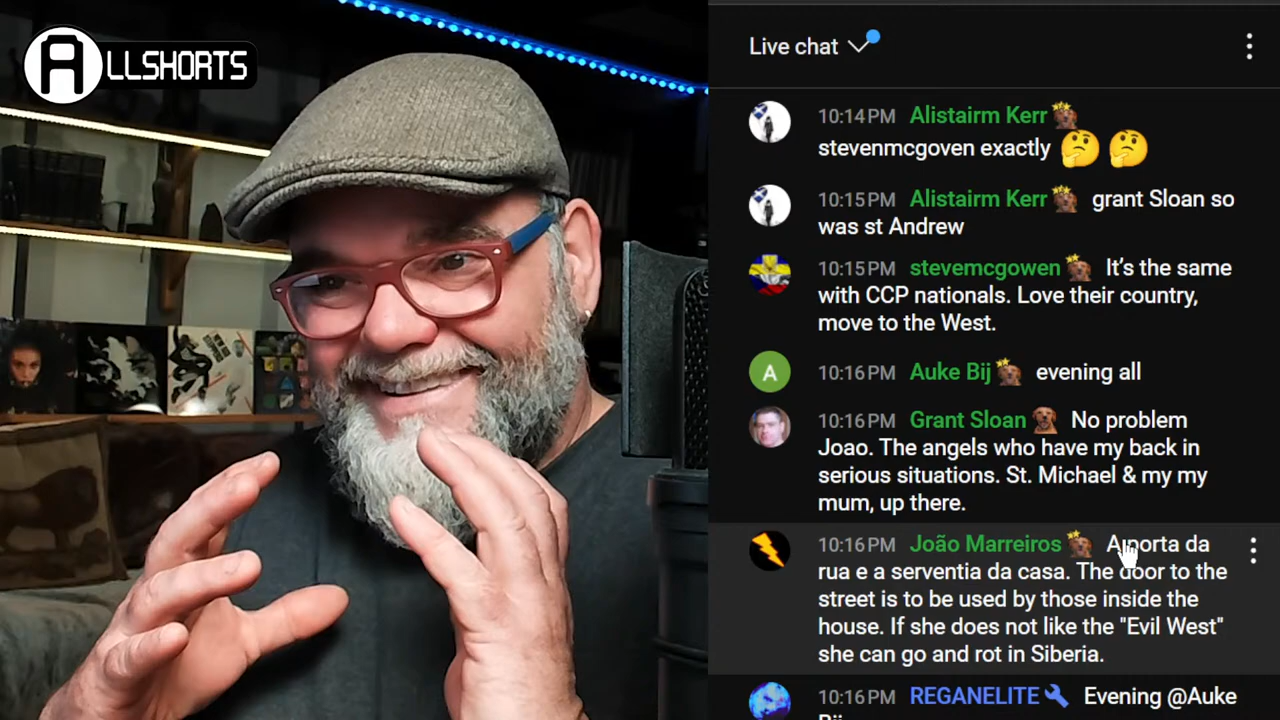 ALLSHORTS
Live chat
10:14 PM Alistairm Kerr
stevenmcgoven exactly 🤔 🤔
10:15 PM Alistairm Kerr grant Sloan so
was st Andrew
10:15 PM stevemcgowen It’s the same
with CCP nationals. Love their country,
move to the West.
A 10:16 PM Auke Bij evening all
10:16 PM Grant Sloan No problem
Joao. The angels who have my back in
serious situations. St. Michael & my my
mum, up there.
10:16 PM João Marreiros A porta da
rua e a serventia da casa. The door to the
street is to be used by those inside the
house. If she does not like the "Evil West"
she can go and rot in Siberia.
10:16 PM REGANELITE Evening @Auke